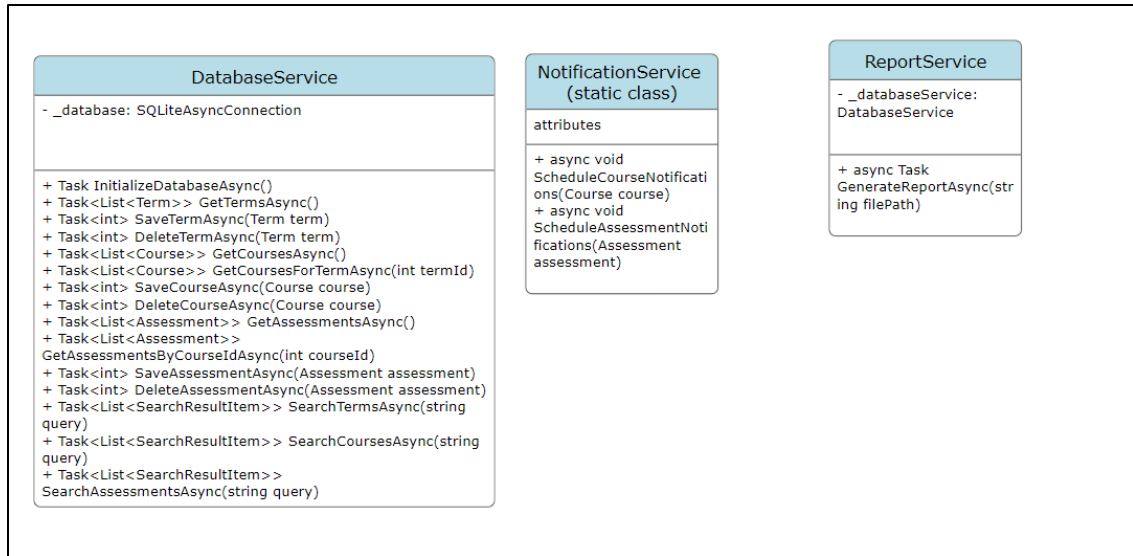 DatabaseService
- _database: SQLiteAsyncConnection
+ Task InitializeDatabaseAsync()
+ Task<List<Term>> GetTermsAsync()
+ Task<int> SaveTermAsync(Term term)
+ Task<int> DeleteTermAsync(Term term)
+ Task<List<Course>> GetCoursesAsync()
+ Task<List<Course>> GetCoursesForTermAsync(int termId)
+ Task<int> SaveCourseAsync(Course course)
+ Task<int> DeleteCourseAsync(Course course)
+ Task<List<Assessment>> GetAssessmentsAsync()
+ Task<List<Assessment>>
GetAssessmentsByCourseIdAsync(int courseId)
+ Task<int> SaveAssessmentAsync(Assessment assessment)
+ Task<int> DeleteAssessmentAsync(Assessment assessment)
+ Task<List<SearchResultItem>> SearchTermsAsync(string
query)
+ Task<List<SearchResultItem>> SearchCoursesAsync(string
query)
+ Task<List<SearchResultItem>>
SearchAssessmentsAsync(string query)
NotificationService
(static class)
attributes
+ async void
ScheduleCourseNotificati
ons(Course course)
+ async void
ScheduleAssessmentNoti
fications(Assessment
assessment)
ReportService
- _databaseService:
DatabaseService
+ async Task
GenerateReportAsync(str
ing filePath)